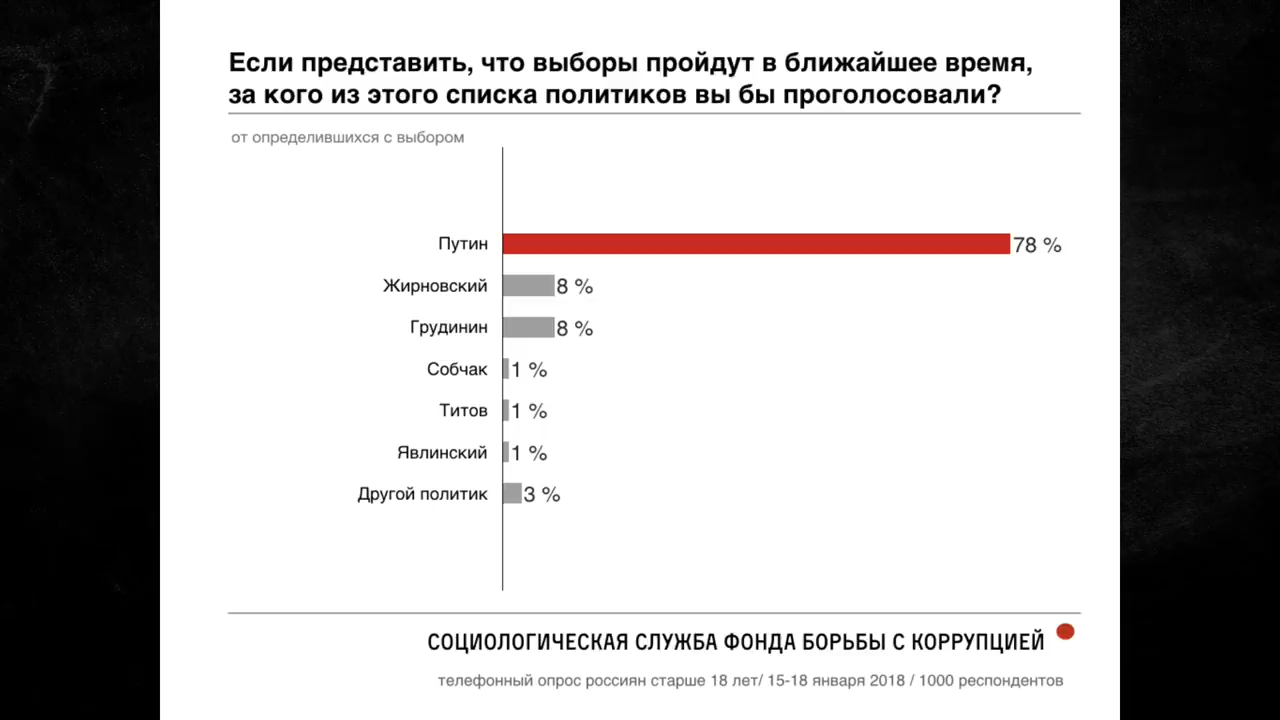 Если представить, что выборы пройдут в ближайшее время,
за кого из этого списка политиков вы бы проголосовали?
от определившихся с выбором
Путин 78 %
Жирновский 8 %
Грудинин 8 %
Собчак 1 %
Титов 1 %
Явлинский 1 %
Другой политик 3 %
СОЦИОЛОГИЧЕСКАЯ СЛУЖБА ФОНДА БОРЬБЫ С КОРРУПЦИЕЙ
телефонный опрос россиян старше 18 лет/ 15-18 января 2018 / 1000 респондентов